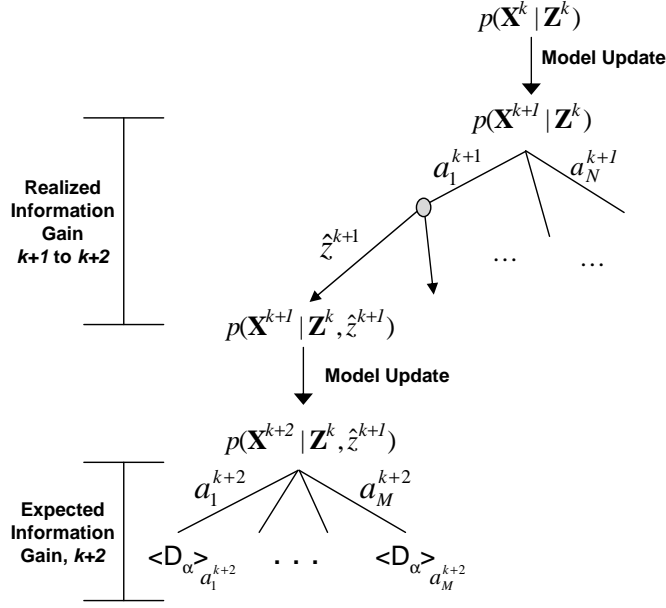 p(X^k | Z^k)
Model Update
p(X^{k+1} | Z^k)
a_1^{k+1}
a_N^{k+1}
Realized
Information
Gain
k+1 to k+2
ẑ^{k+1}
... ...
p(X^{k+1} | Z^k, ẑ^{k+1})
Model Update
p(X^{k+2} | Z^k, ẑ^{k+1})
a_1^{k+2}
a_M^{k+2}
Expected
Information
Gain, k+2
<D_α>_{a_1^{k+2}} . . . <D_α>_{a_M^{k+2}}